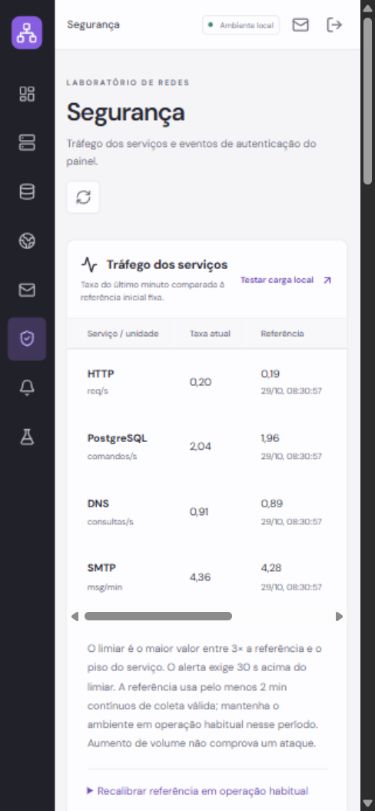 Segurança
Ambiente local
LABORATÓRIO DE REDES
Segurança
Tráfego dos serviços e eventos de autenticação do
painel.
Tráfego dos serviços
Taxa do último minuto comparada à
referência inicial fixa.
Testar carga local
Serviço / unidade Taxa atual Referência
HTTP
req/s
0,20
0,19
29/10, 08:30:57
PostgreSQL
comandos/s
2,04
1,96
29/10, 08:30:57
DNS
consultas/s
0,91
0,89
29/10, 08:30:57
SMTP
msg/min
4,36
4,28
29/10, 08:30:57
O limiar é o maior valor entre 3× a referência e o
piso do serviço. O alerta exige 30 s acima do
limiar. A referência usa pelo menos 2 min
contínuos de coleta válida; mantenha o
ambiente em operação habitual nesse período.
Aumento de volume não comprova um ataque.
Recalibrar referência em operação habitual